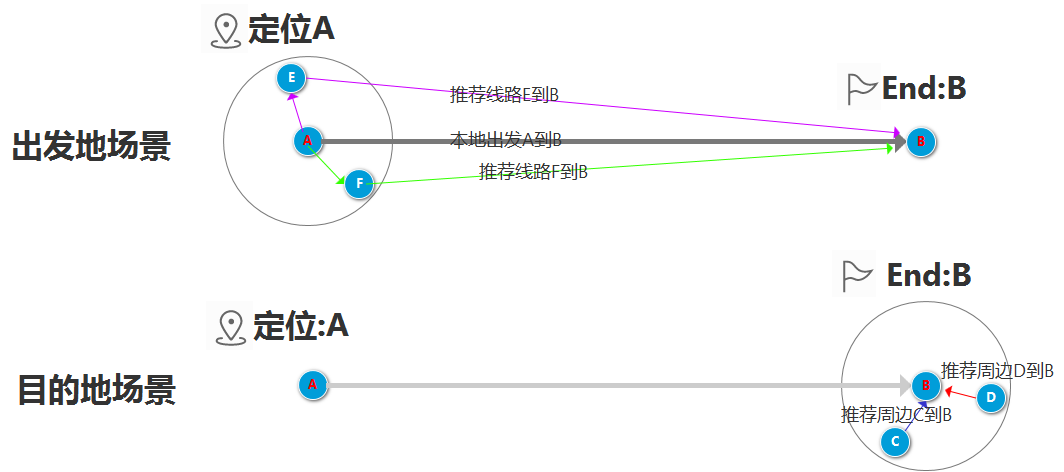 定位A
E
推荐线路E到B
End:B
出发地场景
A
本地出发A到B
B
推荐线路F到B
F
End:B
定位:A
目的地场景
A
B
推荐周边D到B
D
推荐周边C到B
C